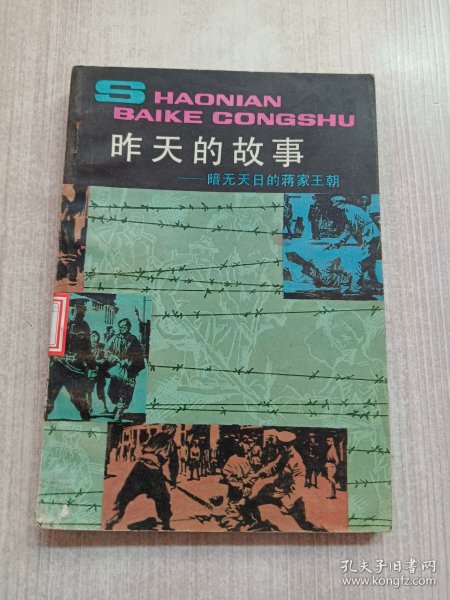 SHAONIAN
BAIKE CONGSHU
昨天的故事
——暗无天日的蒋家王朝
孔夫子旧书网
www.kongfz.com